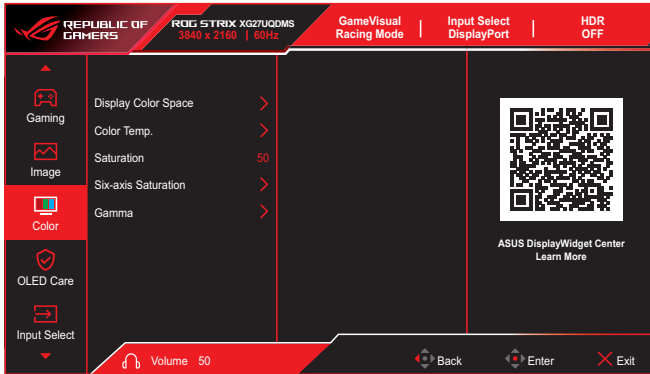 REPUBLIC OF
GAMERS
ROG STRIX XG27UQDMS
3840 x 2160 | 60Hz
GameVisual
Racing Mode
Input Select
DisplayPort
HDR
OFF
Gaming
Image
Color
OLED Care
Input Select
Display Color Space
Color Temp.
Saturation 50
Six-axis Saturation
Gamma
ASUS DisplayWidget Center
Learn More
Volume 50
Back
Enter
Exit